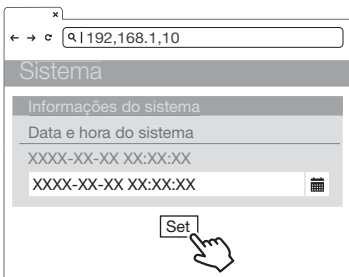 192,168.1,10
Sistema
Informações do sistema
Data e hora do sistema
XXXX-XX-XX XX:XX:XX
XXXX-XX-XX XX:XX:XX
Set